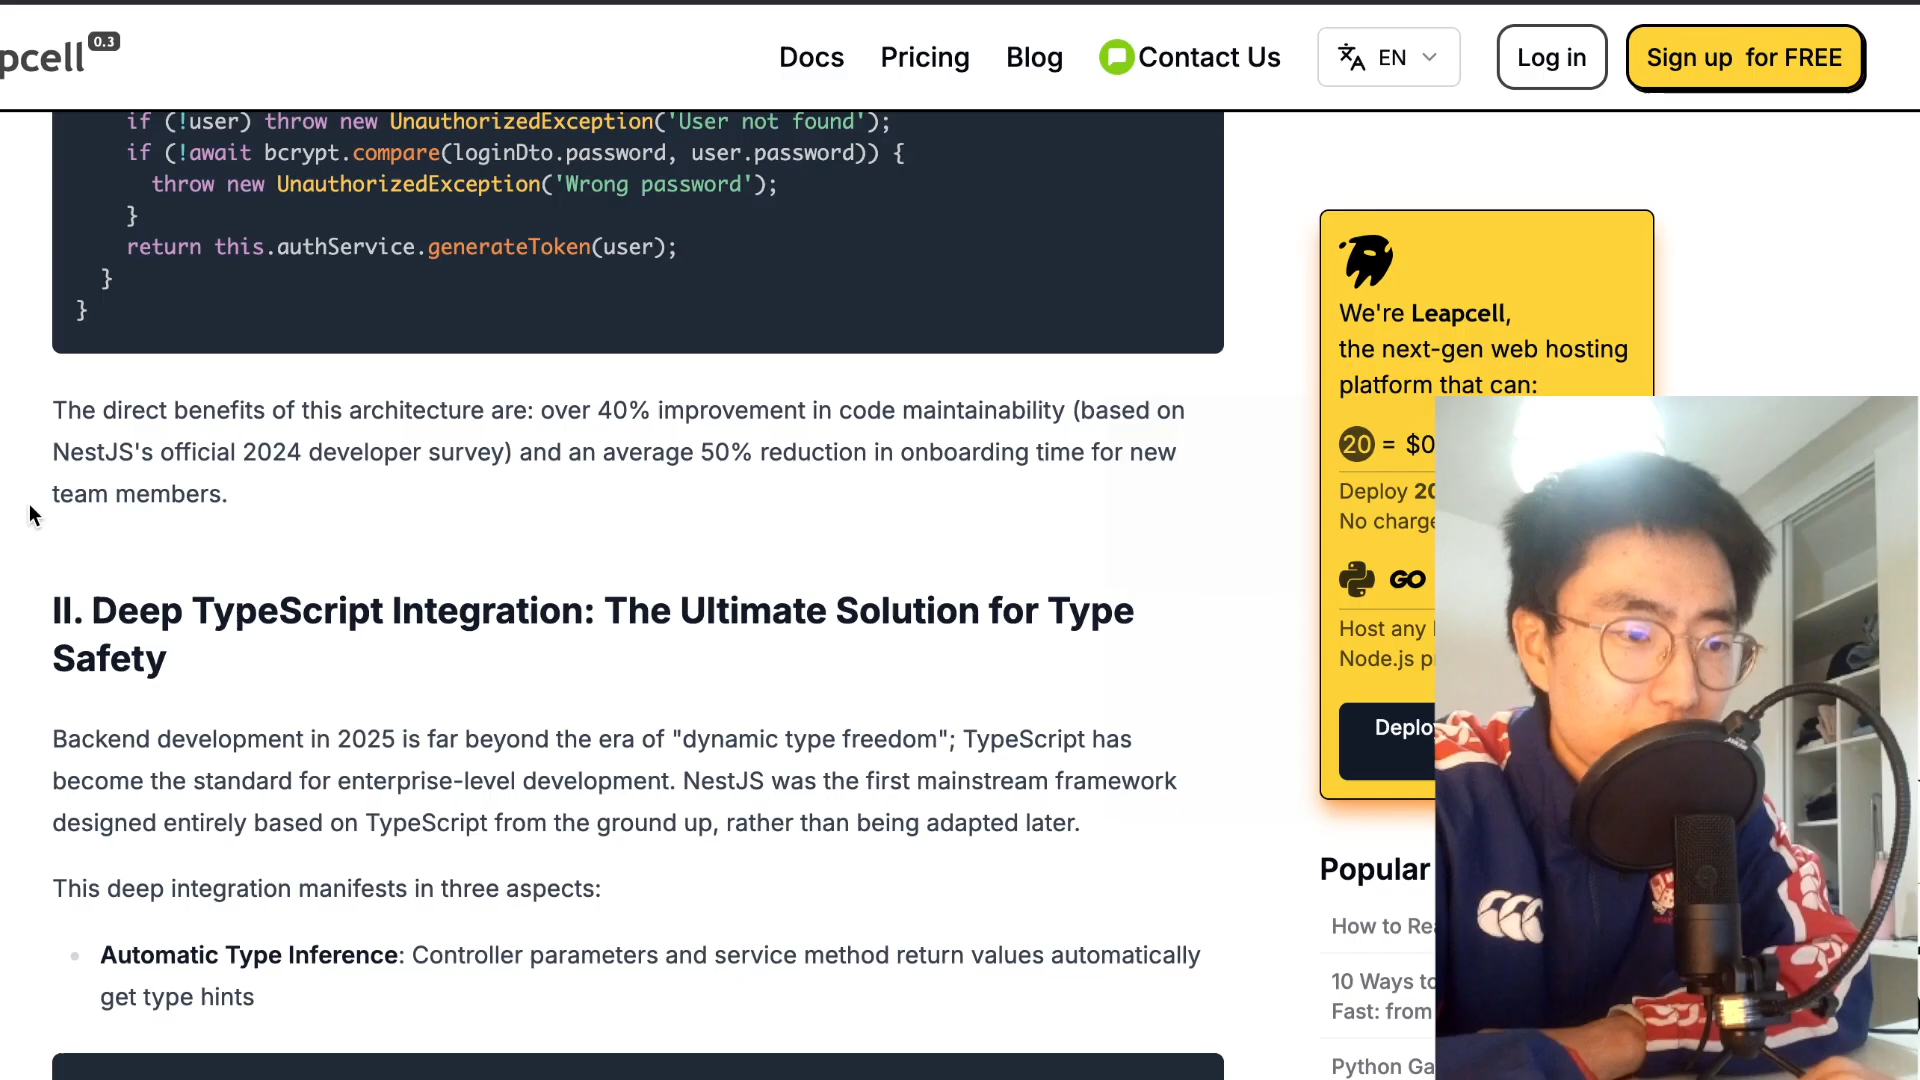 pcell 0.3
Docs Pricing Blog Contact Us EN Log in Sign up for FREE
if (!user) throw new UnauthorizedException('User not found');
if (!await bcrypt.compare(loginDto.password, user.password)) {
throw new UnauthorizedException('Wrong password');
}
return this.authService.generateToken(user);
}
}
The direct benefits of this architecture are: over 40% improvement in code maintainability (based on
NestJS's official 2024 developer survey) and an average 50% reduction in onboarding time for new
team members.
II. Deep TypeScript Integration: The Ultimate Solution for Type
Safety
Backend development in 2025 is far beyond the era of "dynamic type freedom"; TypeScript has
become the standard for enterprise-level development. NestJS was the first mainstream framework
designed entirely based on TypeScript from the ground up, rather than being adapted later.
This deep integration manifests in three aspects:
Automatic Type Inference: Controller parameters and service method return values automatically
get type hints
We're Leapcell,
the next-gen web hosting
platform that can:
20 = $0
Deploy 20
No charge
GO
Host any
Node.js p
Deplo
Popular
How to Rea
10 Ways to
Fast: from
Python Ga